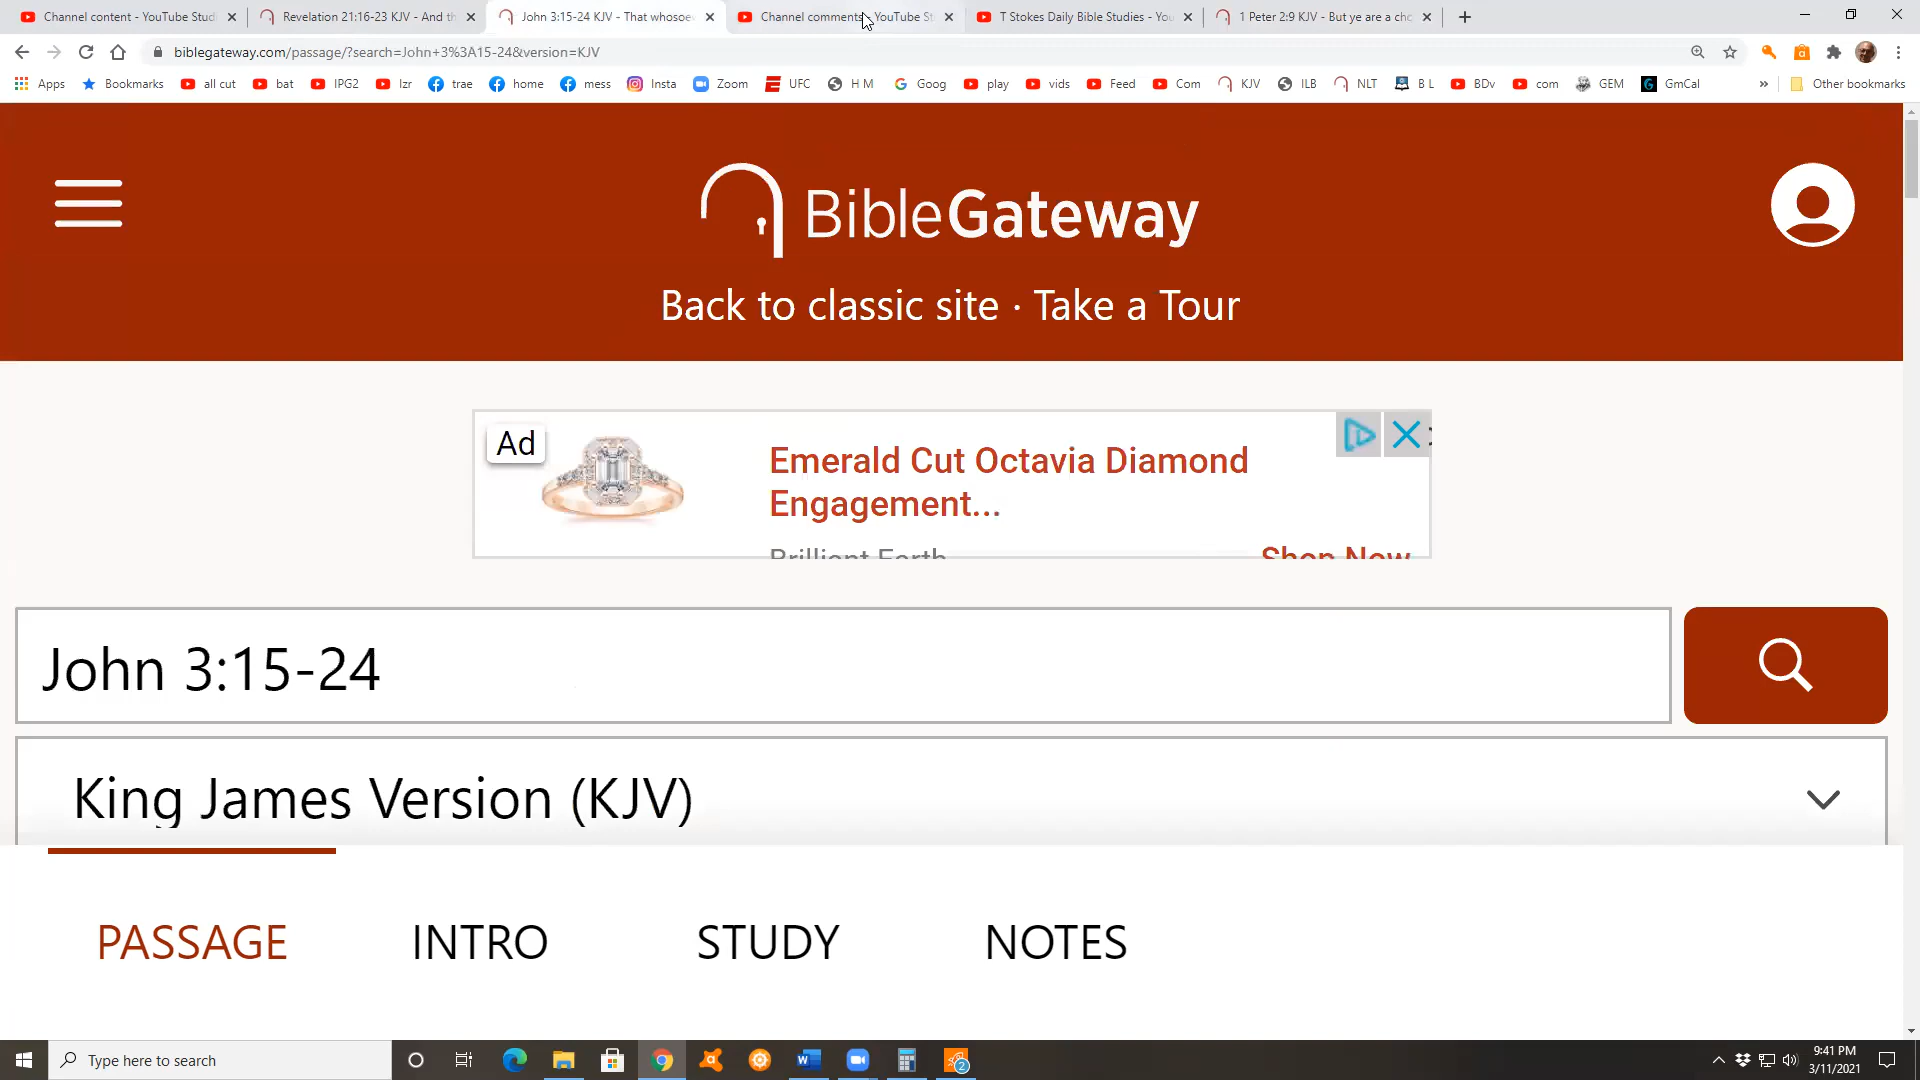 Channel content - YouTube Stud
Revelation 21:16-23 KJV - And th
John 3:15-24 KJV - That whosoe
Channel comments - YouTube St
T Stokes Daily Bible Studies - You
1 Peter 2:9 KJV - But ye are a cho
biblegateway.com/passage/?search=John+3%3A15-24&version=KJV
Apps Bookmarks all cut bat IPG2 lzr trae home mess Insta Zoom UFC H M Goog play vids Feed Com KJV ILB NLT B L BDv com GEM GmCal » Other bookmarks
BibleGateway
Back to classic site · Take a Tour
Ad
Emerald Cut Octavia Diamond
Engagement...
Brilliant Earth
Shop Now
John 3:15-24
King James Version (KJV)
PASSAGE INTRO STUDY NOTES
Type here to search
9:41 PM
3/11/2021